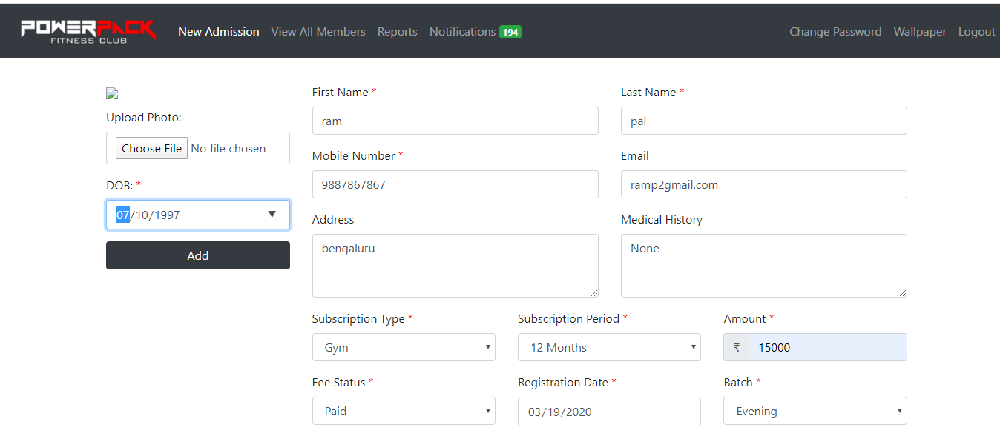 POWERPACK
FITNESS CLUB
New Admission View All Members Reports Notifications 194 Change Password Wallpaper Logout
Upload Photo:
Choose File No file chosen
DOB: *
07/10/1997
Add
First Name *
ram
Last Name *
pal
Mobile Number *
9887867867
Email
ramp2gmail.com
Address
bengaluru
Medical History
None
Subscription Type *
Gym
Subscription Period *
12 Months
Amount *
₹ 15000
Fee Status *
Paid
Registration Date *
03/19/2020
Batch *
Evening